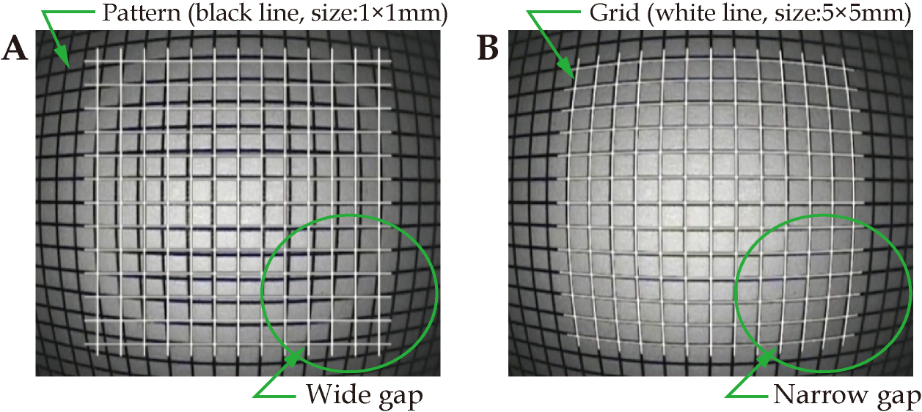 Pattern (black line, size:1×1mm)
Grid (white line, size:5×5mm)
A
B
Wide gap
Narrow gap